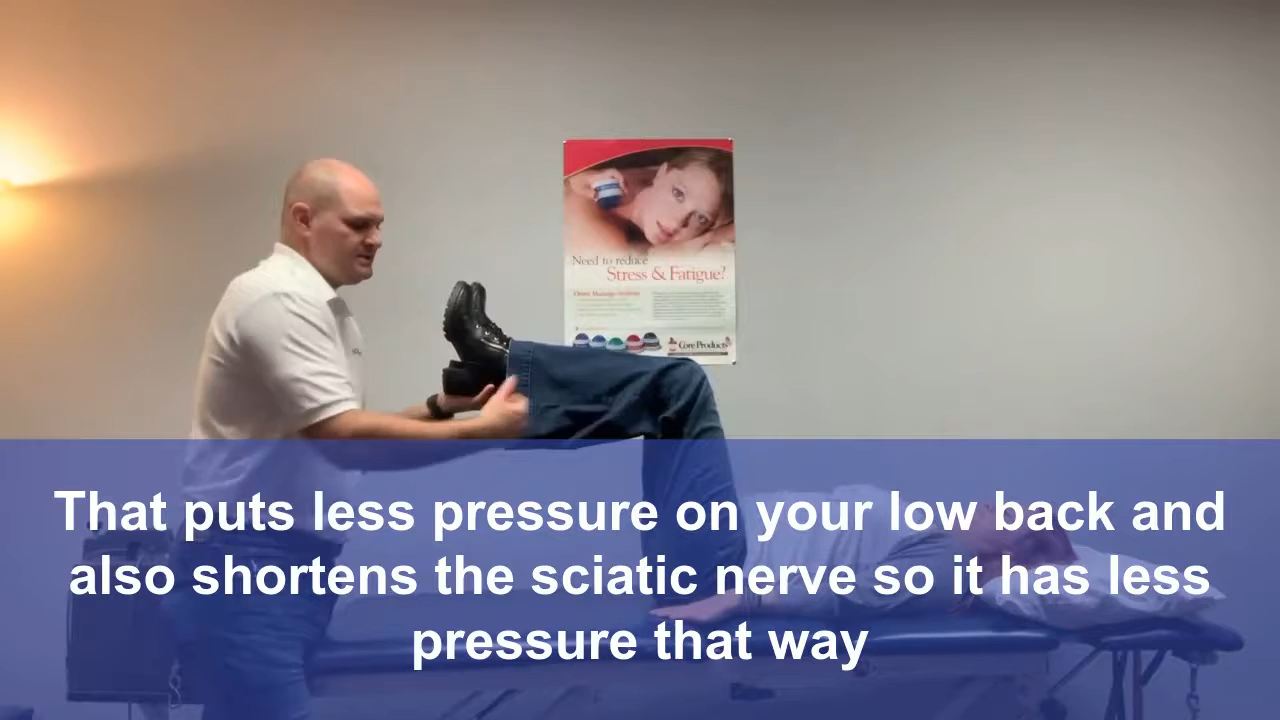 Need to reduce
Stress & Fatigue?
Core Products
That puts less pressure on your low back and
also shortens the sciatic nerve so it has less
pressure that way